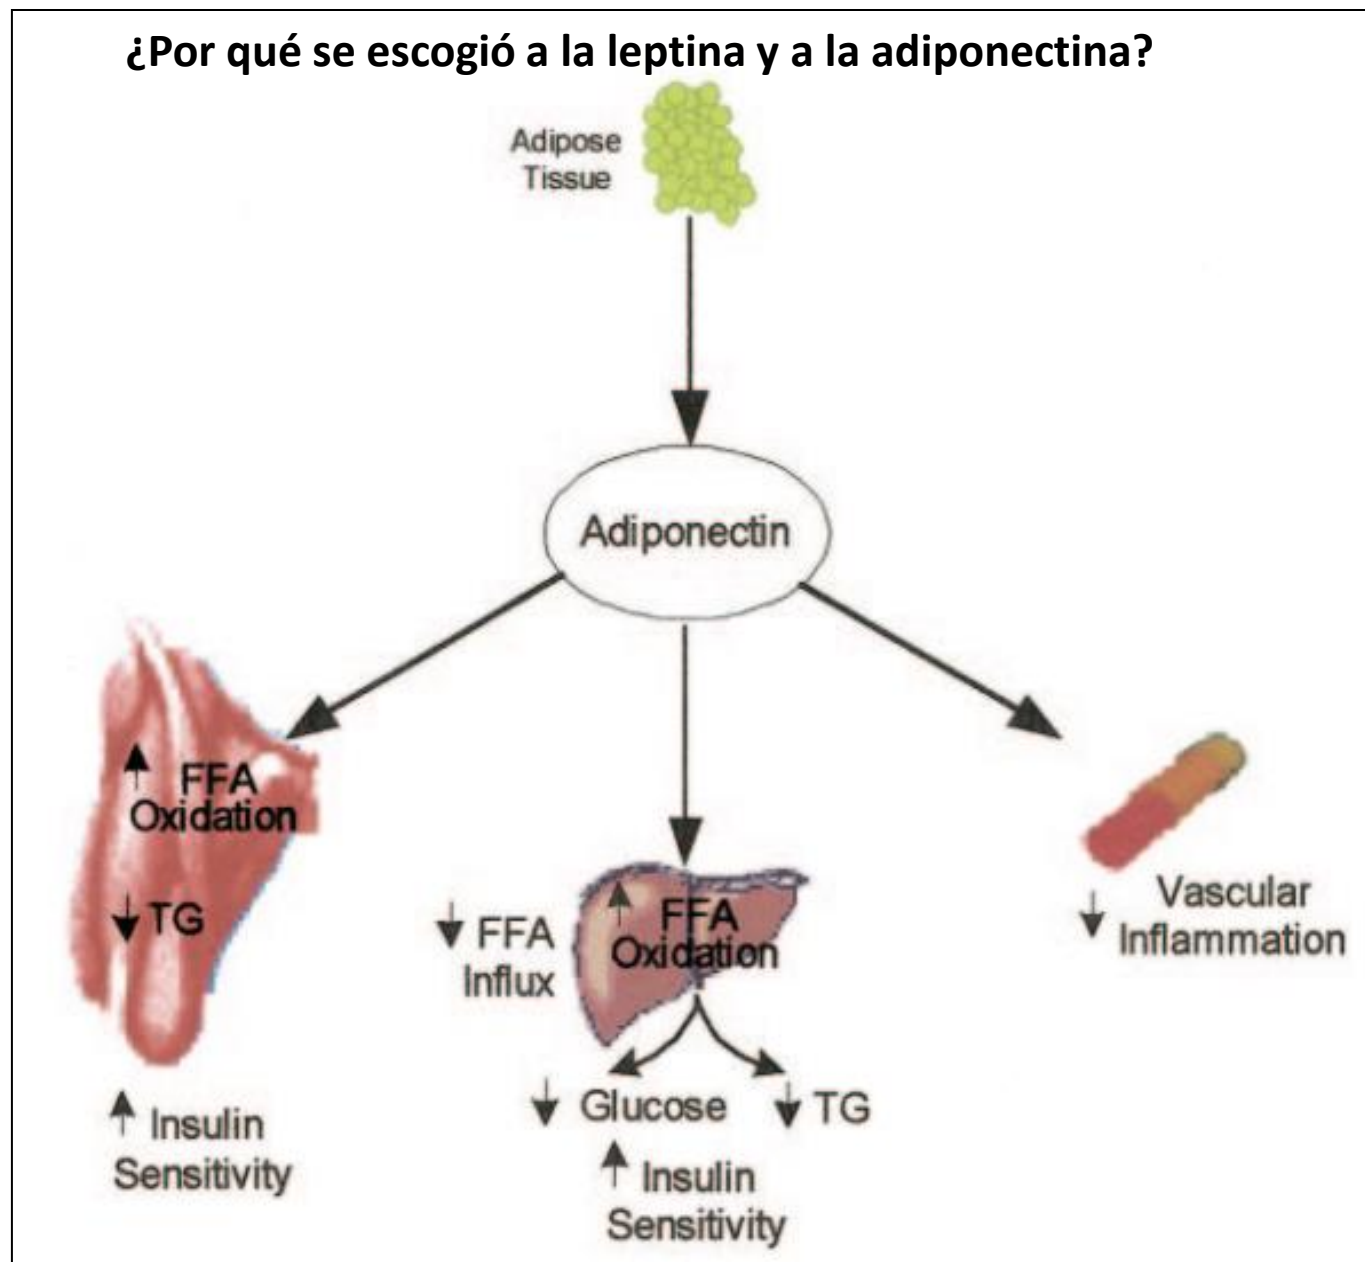 ¿Por qué se escogió a la leptina y a la adiponectina?
Adipose
Tissue
Adiponectin
↑ FFA
Oxidation
↓ TG
↑ Insulin
Sensitivity
↓ FFA
Influx
↑ FFA
Oxidation
↓ Glucose
↓ TG
↑ Insulin
Sensitivity
↓ Vascular
Inflammation